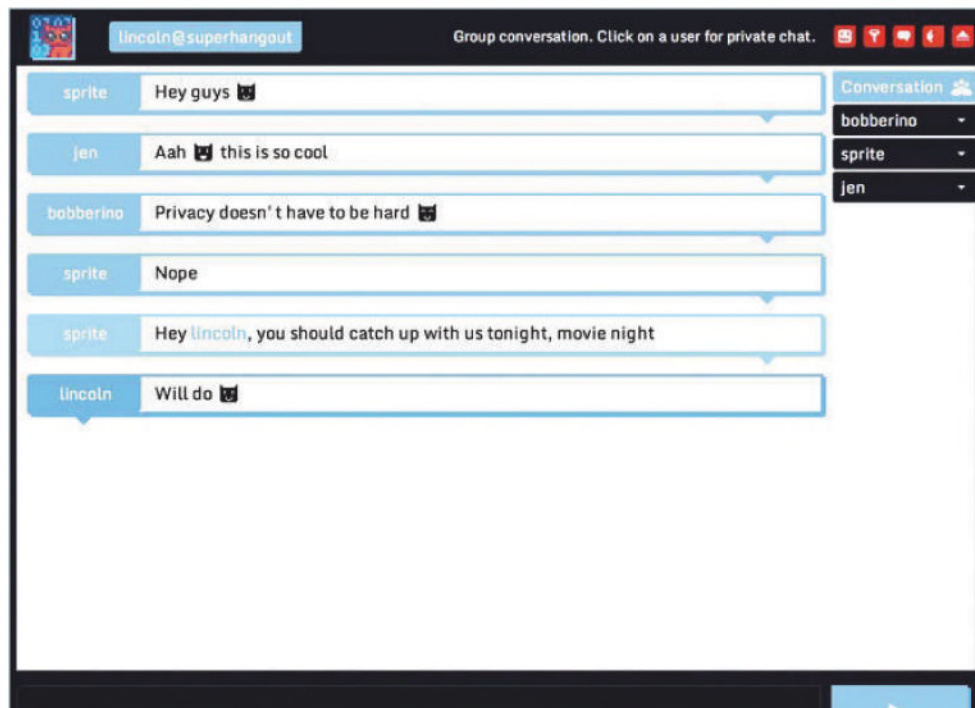 lincoln@superhangout
Group conversation. Click on a user for private chat.
sprite Hey guys
jen Aah this is so cool
bobberino Privacy doesn't have to be hard
sprite Nope
sprite Hey lincoln, you should catch up with us tonight, movie night
lincoln Will do
Conversation
bobberino
sprite
jen